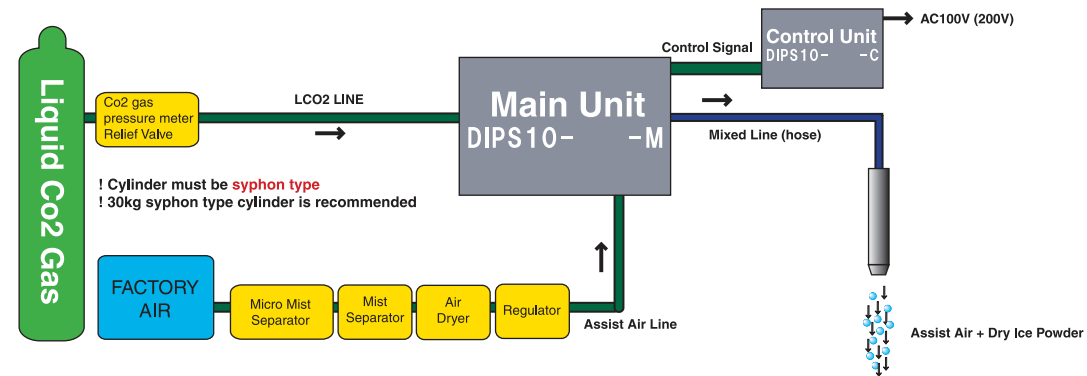 Liquid Co2 Gas
Co2 gas
pressure meter
Relief Valve
LCO2 LINE
! Cylinder must be syphon type
! 30kg syphon type cylinder is recommended
Main Unit
DIPS10-  -M
Control Signal
Control Unit
DIPS10-  -C
AC100V (200V)
Mixed Line (hose)
FACTORY
AIR
Micro Mist
Separator
Mist
Separator
Air
Dryer
Regulator
Assist Air Line
Assist Air + Dry Ice Powder